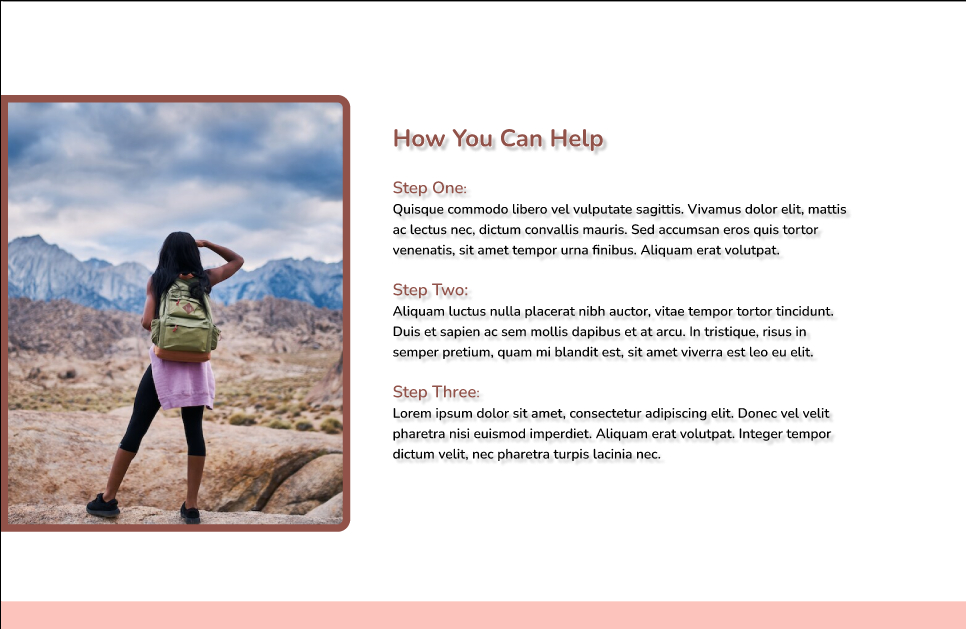 How You Can Help
Step One:
Quisque commodo libero vel vulputate sagittis. Vivamus dolor elit, mattis
ac lectus nec, dictum convallis mauris. Sed accumsan eros quis tortor
venenatis, sit amet tempor urna finibus. Aliquam erat volutpat.
Step Two:
Aliquam luctus nulla placerat nibh auctor, vitae tempor tortor tincidunt.
Duis et sapien ac sem mollis dapibus et at arcu. In tristique, risus in
semper pretium, quam mi blandit est, sit amet viverra est leo eu elit.
Step Three:
Lorem ipsum dolor sit amet, consectetur adipiscing elit. Donec vel velit
pharetra nisi euismod imperdiet. Aliquam erat volutpat. Integer tempor
dictum velit, nec pharetra turpis lacinia nec.